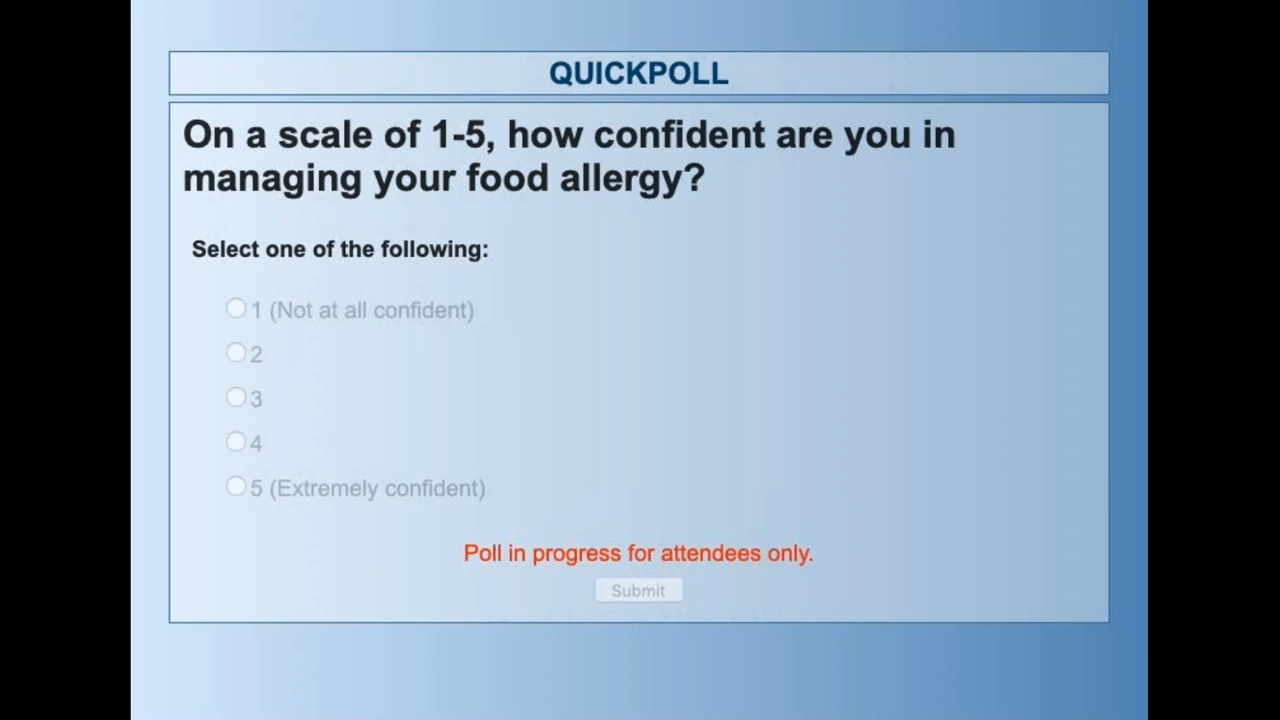 QUICKPOLL
On a scale of 1-5, how confident are you in
managing your food allergy?
Select one of the following:
1 (Not at all confident)
2
3
4
5 (Extremely confident)
Poll in progress for attendees only.
Submit